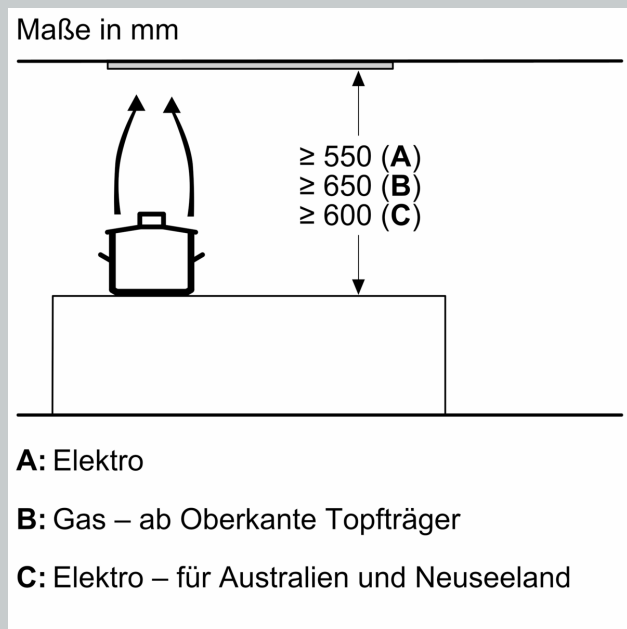 Maße in mm
≥ 550 (A)
≥ 650 (B)
≥ 600 (C)
A: Elektro
B: Gas – ab Oberkante Topfträger
C: Elektro – für Australien und Neuseeland